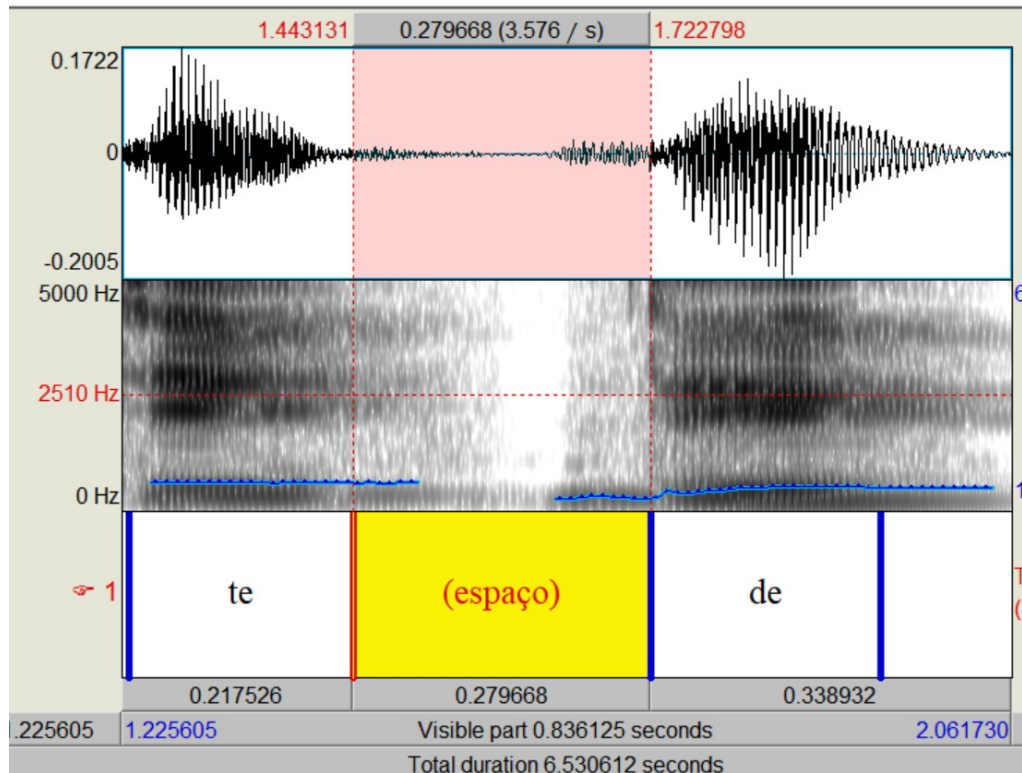 1.443131 0.279668 (3.576 / s) 1.722798
0.1722
0
-0.2005
5000 Hz
2510 Hz
0 Hz
1 te (espaço) de
0.217526 0.279668 0.338932
.225605 1.225605 Visible part 0.836125 seconds 2.061730
Total duration 6.530612 seconds